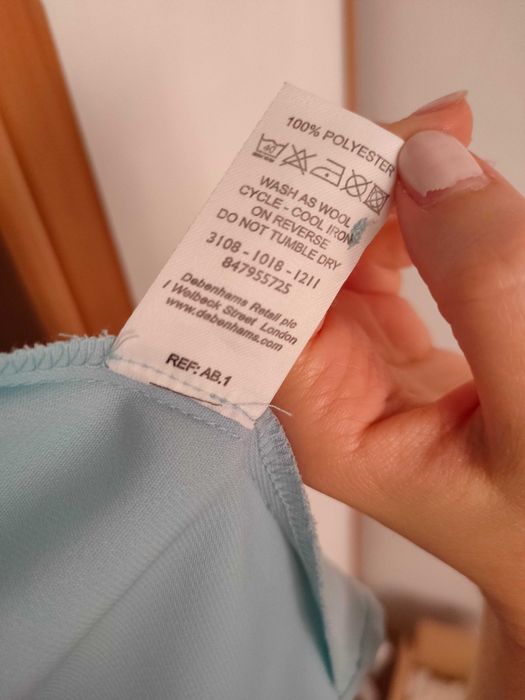 100% POLYESTER
40
WASH AS WOOL
CYCLE - COOL IRON
ON REVERSE
DO NOT TUMBLE DRY
3108 - 1018 - 1211
847955725
Debenhams Retail plc
1 Welbeck Street London
www.debenhams.com
REF: AB.1